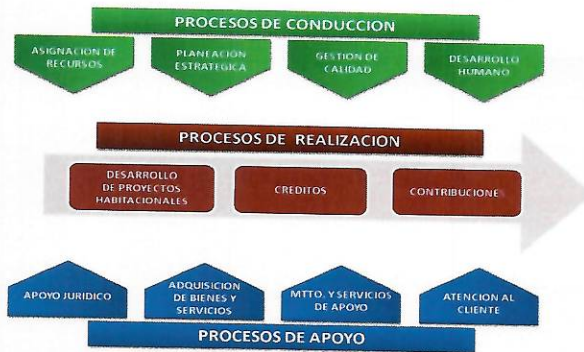 PROCESOS DE CONDUCCION
ASIGNACION DE
RECURSOS
PLANEACION
ESTRATEGICA
GESTION DE
CALIDAD
DESARROLLO
HUMANO
PROCESOS DE REALIZACION
DESARROLLO
DE PROYECTOS
HABITACIONALES
CREDITOS
CONTRIBUCIONES
APOYO JURIDICO
ADQUISICION
DE BIENES Y
SERVICIOS
MTTO. Y SERVICIOS
DE APOYO
ATENCION AL
CLIENTE
PROCESOS DE APOYO